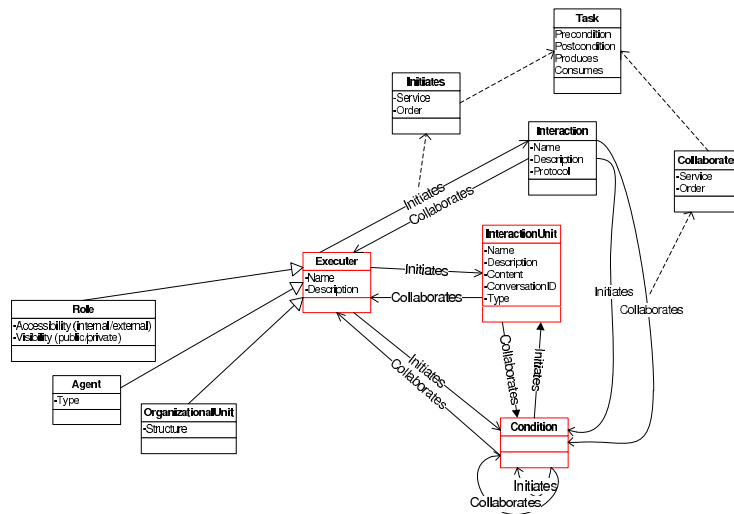 Task
Precondition
Postcondition
Produces
Consumes
Initiates
-Service
-Order
Interaction
-Name
-Description
-Protocol
Collaborates
-Service
-Order
Initiates
Collaborates
InteractionUnit
-Name
-Description
-Content
-ConversationID
-Type
Executer
-Name
-Description
Initiates
Collaborates
Initiates
Collaborates
Role
-Accessibility (internal/external)
-Visibility (public/private)
Initiates
Collaborates
Collaborates
Initiates
Agent
-Type
OrganizationalUnit
-Structure
Condition
Initiates
Collaborates